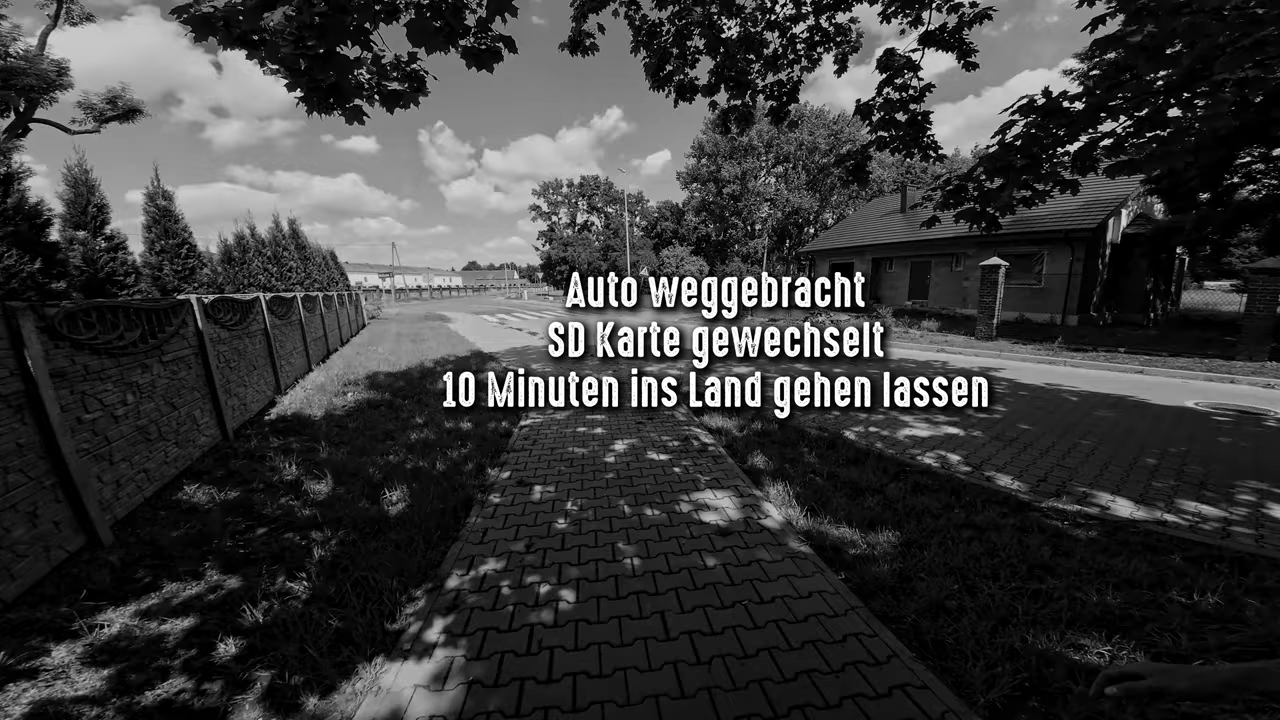 Auto weggebracht
SD Karte gewechselt
10 Minuten ins Land gehen lassen